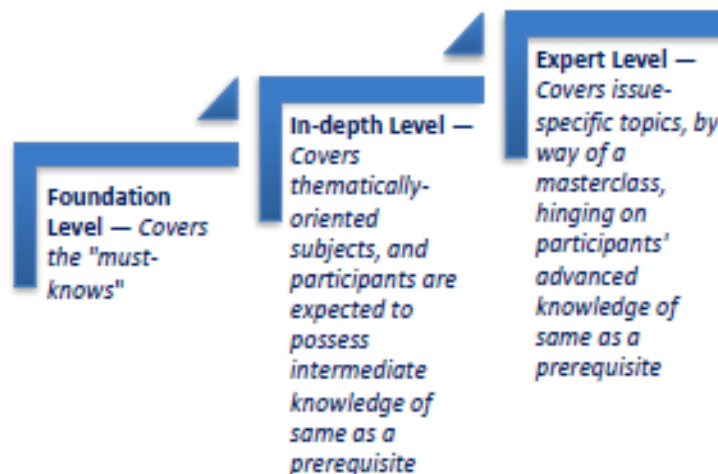 Foundation
Level — Covers
the "must-
knows"
In-depth Level —
Covers
thematically-
oriented
subjects, and
participants are
expected to
possess
intermediate
knowledge of
same as a
prerequisite
Expert Level —
Covers issue-
specific topics, by
way of a
masterclass,
hinging on
participants'
advanced
knowledge of
same as a
prerequisite